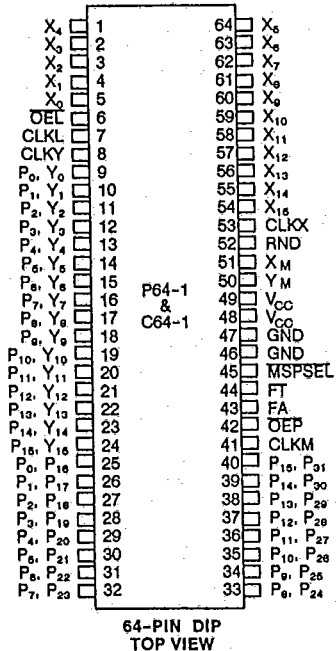 X₄ 1 64 X₅
X₃ 2 63 X₆
X₂ 3 62 X₇
X₁ 4 61 X₈
X₀ 5 60 X₉
O̅E̅L̅ 6 59 X₁₀
CLKL 7 58 X₁₁
CLKY 8 57 X₁₂
P₀, Y₀ 9 56 X₁₃
P₁, Y₁ 10 55 X₁₄
P₂, Y₂ 11 54 X₁₅
P₃, Y₃ 12 53 CLKX
P₄, Y₄ 13 52 RND
P₅, Y₅ 14 51 X_M
P₆, Y₆ 15 50 Y_M
P₇, Y₇ 16 49 V_CC
P₈, Y₈ 17 48 V_CC
P₉, Y₉ 18 47 GND
P₁₀, Y₁₀ 19 46 GND
P₁₁, Y₁₁ 20 45 M̅S̅P̅S̅E̅L̅
P₁₂, Y₁₂ 21 44 F̅T̅
P₁₃, Y₁₃ 22 43 FA
P₁₄, Y₁₄ 23 42 O̅E̅P̅
P₁₅, Y₁₅ 24 41 CLKM
P₀, P₁₆ 25 40 P₁₅, P₃₁
P₁, P₁₇ 26 39 P₁₄, P₃₀
P₂, P₁₈ 27 38 P₁₃, P₂₉
P₃, P₁₉ 28 37 P₁₂, P₂₈
P₄, P₂₀ 29 36 P₁₁, P₂₇
P₅, P₂₁ 30 35 P₁₀, P₂₆
P₆, P₂₂ 31 34 P₉, P₂₅
P₇, P₂₃ 32 33 P₈, P₂₄
P64-1
&
C64-1
64-PIN DIP
TOP VIEW